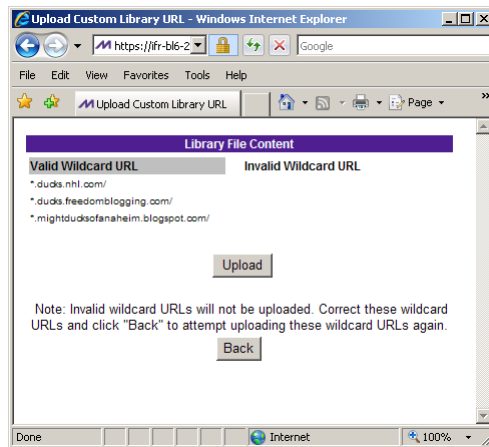 Upload Custom Library URL - Windows Internet Explorer
https://ifr-bl6-2
Google
File Edit View Favorites Tools Help
Upload Custom Library URL
Page
»
Library File Content
Valid Wildcard URL Invalid Wildcard URL
*.ducks.nhl.com/
*.ducks.freedomblogging.com/
*.mightducksofanaheim.blogspot.com/
Upload
Note: Invalid wildcard URLs will not be uploaded. Correct these wildcard
URLs and click "Back" to attempt uploading these wildcard URLs again.
Back
Done Internet 100%